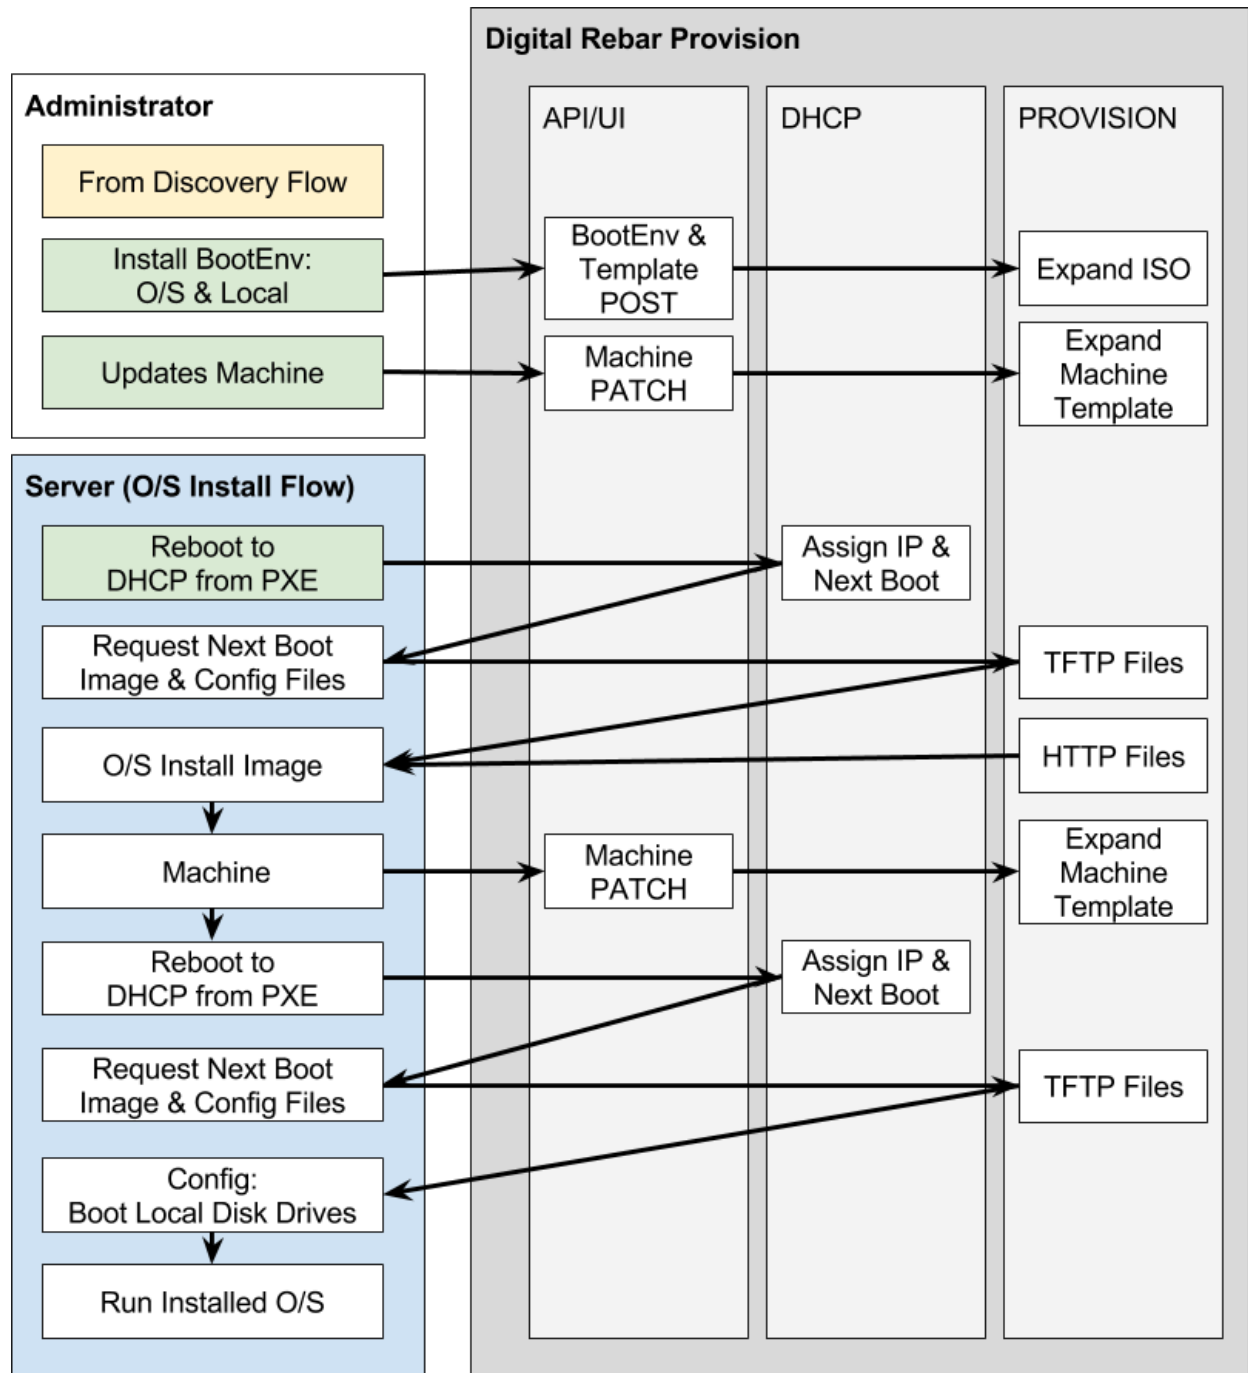 Digital Rebar Provision
Administrator
API/UI
DHCP
PROVISION
From Discovery Flow
Install BootEnv:
O/S & Local
BootEnv &
Template
POST
Expand ISO
Updates Machine
Machine
PATCH
Expand
Machine
Template
Server (O/S Install Flow)
Reboot to
DHCP from PXE
Assign IP &
Next Boot
Request Next Boot
Image & Config Files
TFTP Files
O/S Install Image
HTTP Files
Machine
Machine
PATCH
Expand
Machine
Template
Reboot to
DHCP from PXE
Assign IP &
Next Boot
Request Next Boot
Image & Config Files
TFTP Files
Config:
Boot Local Disk Drives
Run Installed O/S